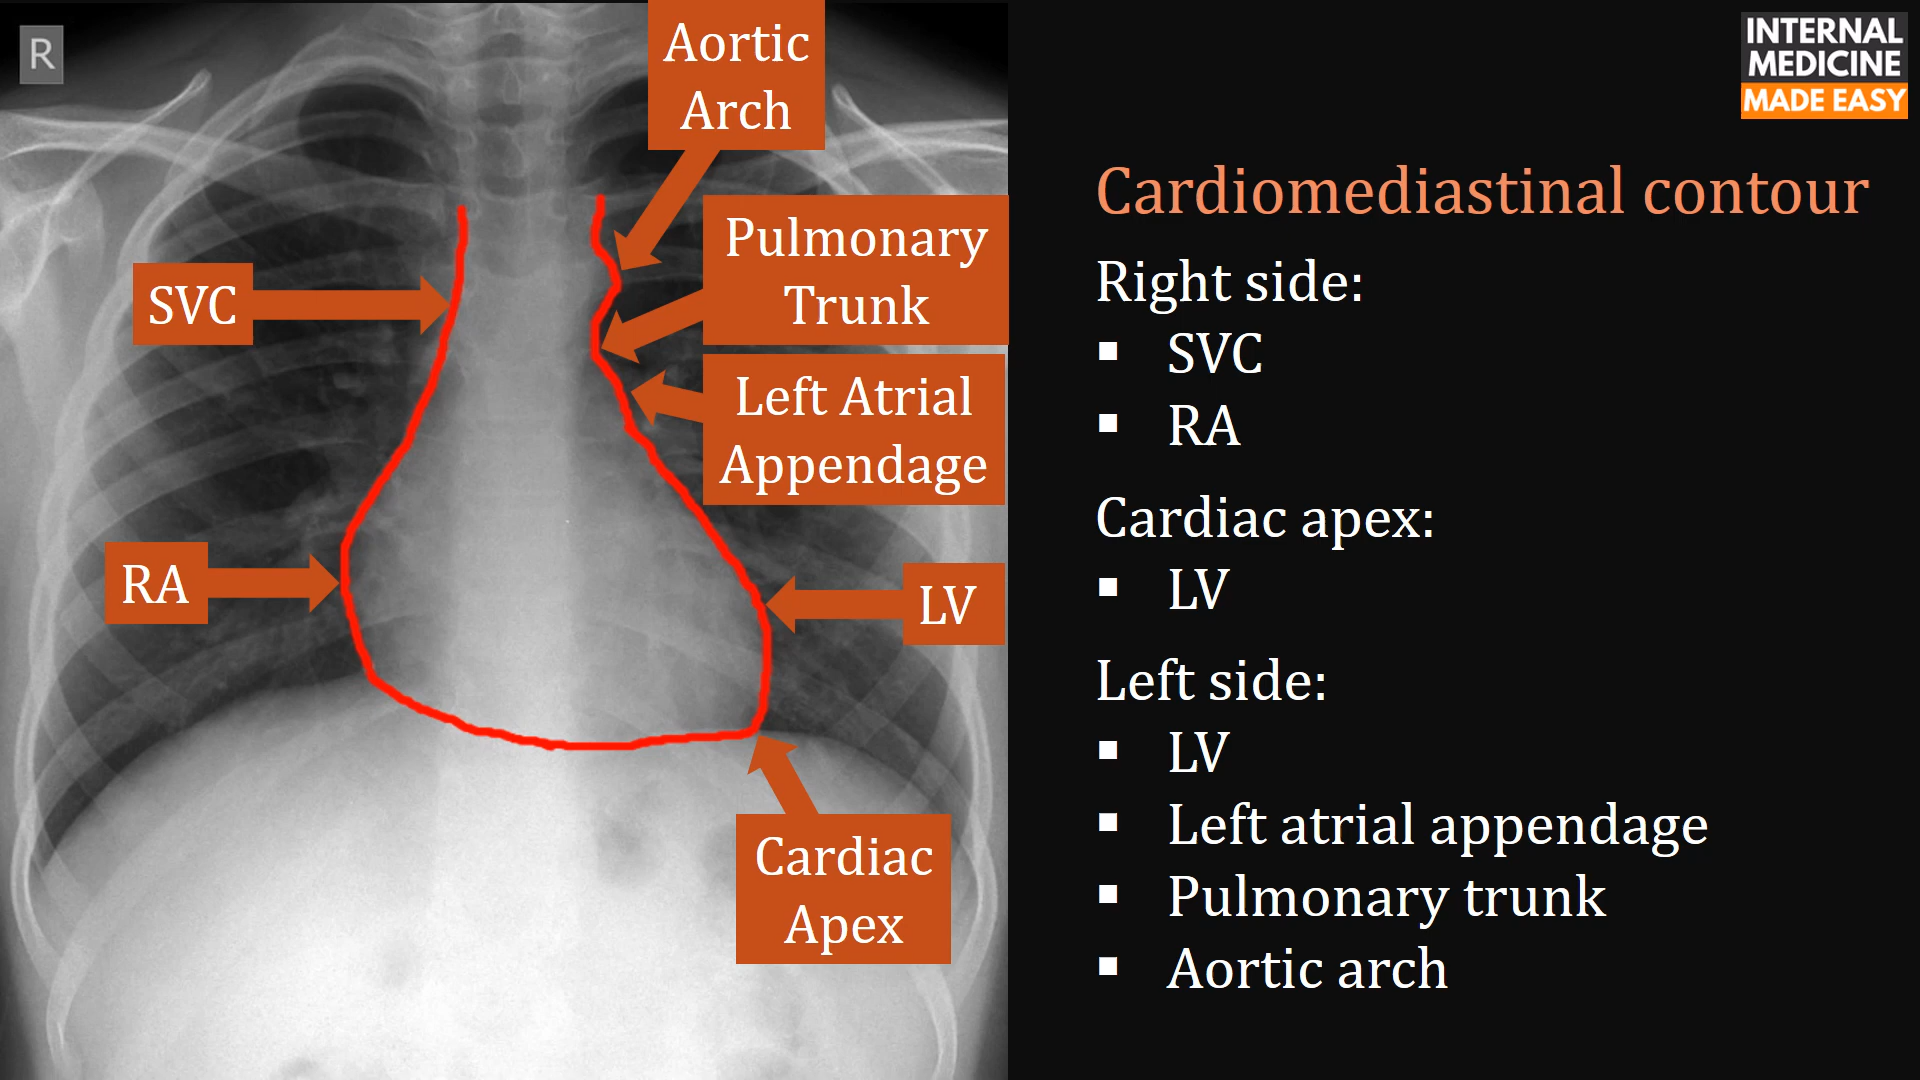 R
Aortic
Arch
Pulmonary
Trunk
SVC
Left Atrial
Appendage
RA
LV
Cardiac
Apex
INTERNAL
MEDICINE
MADE EASY
Cardiomediastinal contour
Right side:
▪ SVC
▪ RA
Cardiac apex:
▪ LV
Left side:
▪ LV
▪ Left atrial appendage
▪ Pulmonary trunk
▪ Aortic arch